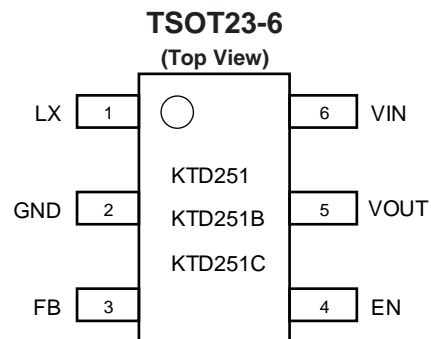 TSOT23-6
(Top View)
LX 1 6 VIN
KTD251
GND 2 KTD251B 5 VOUT
KTD251C
FB 3 4 EN